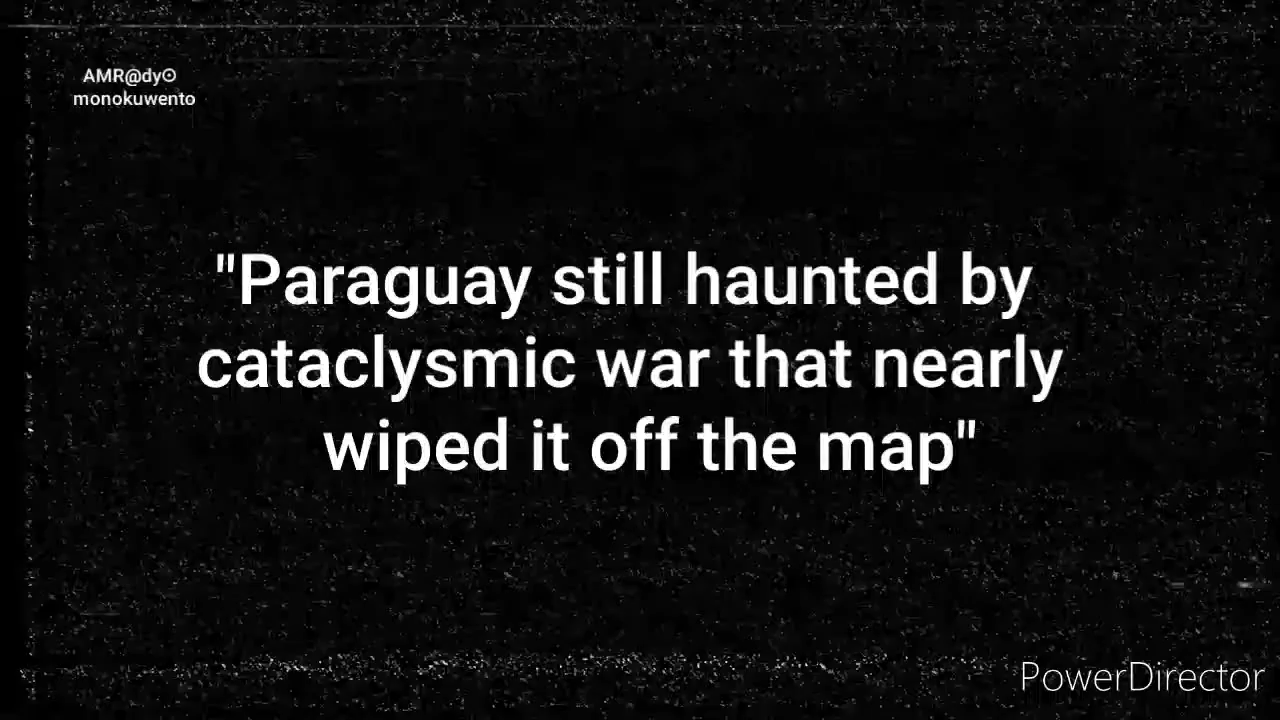 AMR@dy⊙
monokuwento
"Paraguay still haunted by
cataclysmic war that nearly
wiped it off the map"
PowerDirector